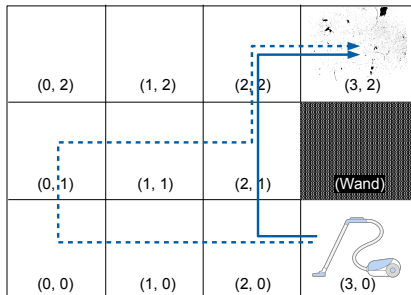 (0, 2) (1, 2) (2, 2) (3, 2)
(0, 1) (1, 1) (2, 1) (Wand)
(0, 0) (1, 0) (2, 0) (3, 0)